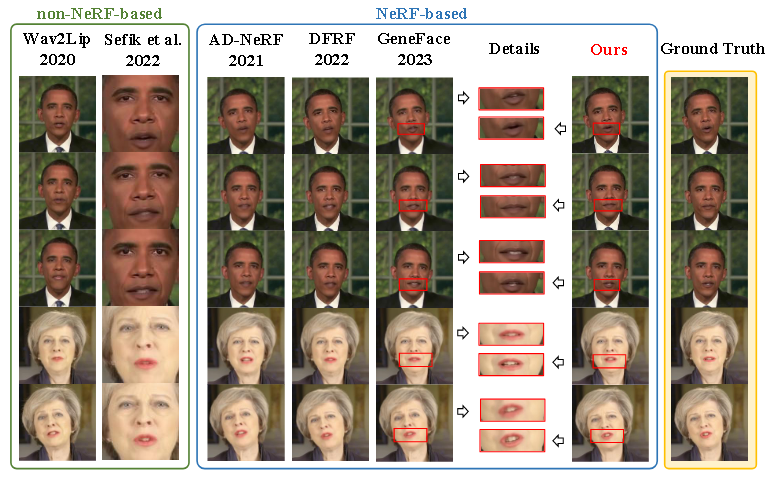 non-NeRF-based
NeRF-based
Wav2Lip
2020
Sefik et al.
2022
AD-NeRF
2021
DFRF
2022
GeneFace
2023
Details
Ours
Ground Truth